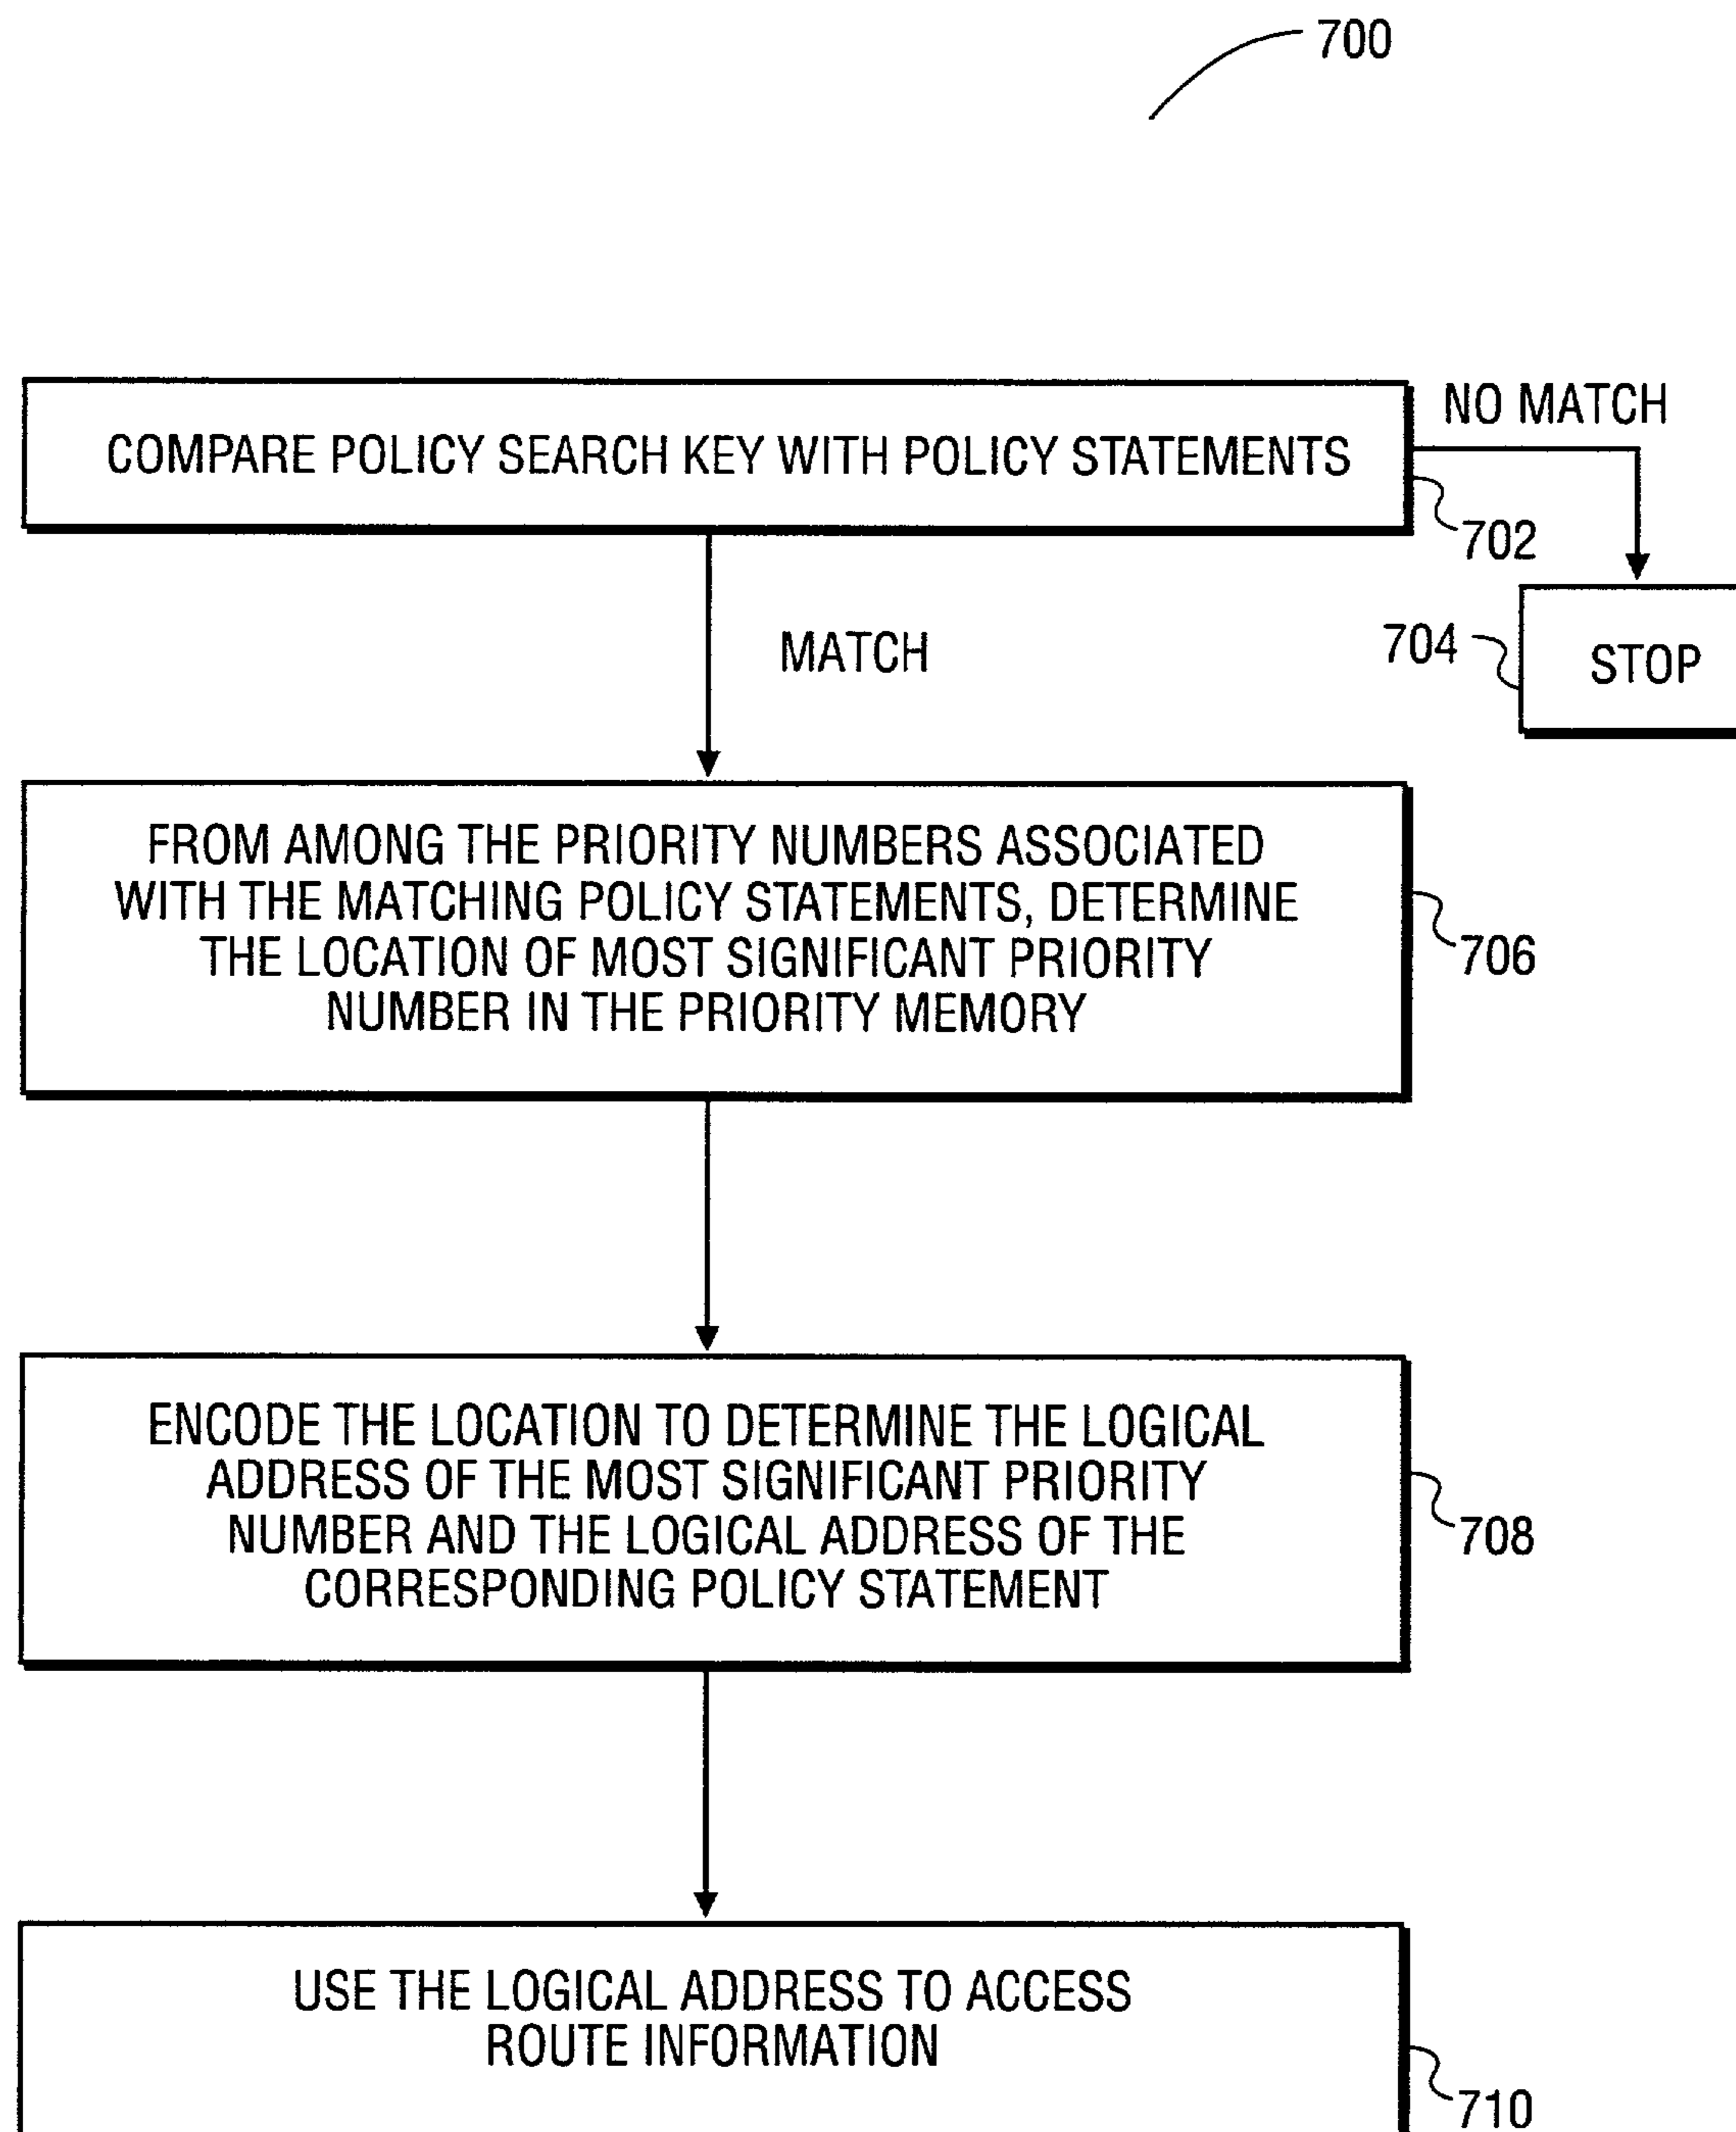 700
COMPARE POLICY SEARCH KEY WITH POLICY STATEMENTS
NO MATCH
702
MATCH
704
STOP
FROM AMONG THE PRIORITY NUMBERS ASSOCIATED
WITH THE MATCHING POLICY STATEMENTS, DETERMINE
THE LOCATION OF MOST SIGNIFICANT PRIORITY
NUMBER IN THE PRIORITY MEMORY
706
ENCODE THE LOCATION TO DETERMINE THE LOGICAL
ADDRESS OF THE MOST SIGNIFICANT PRIORITY
NUMBER AND THE LOGICAL ADDRESS OF THE
CORRESPONDING POLICY STATEMENT
708
USE THE LOGICAL ADDRESS TO ACCESS
ROUTE INFORMATION
710